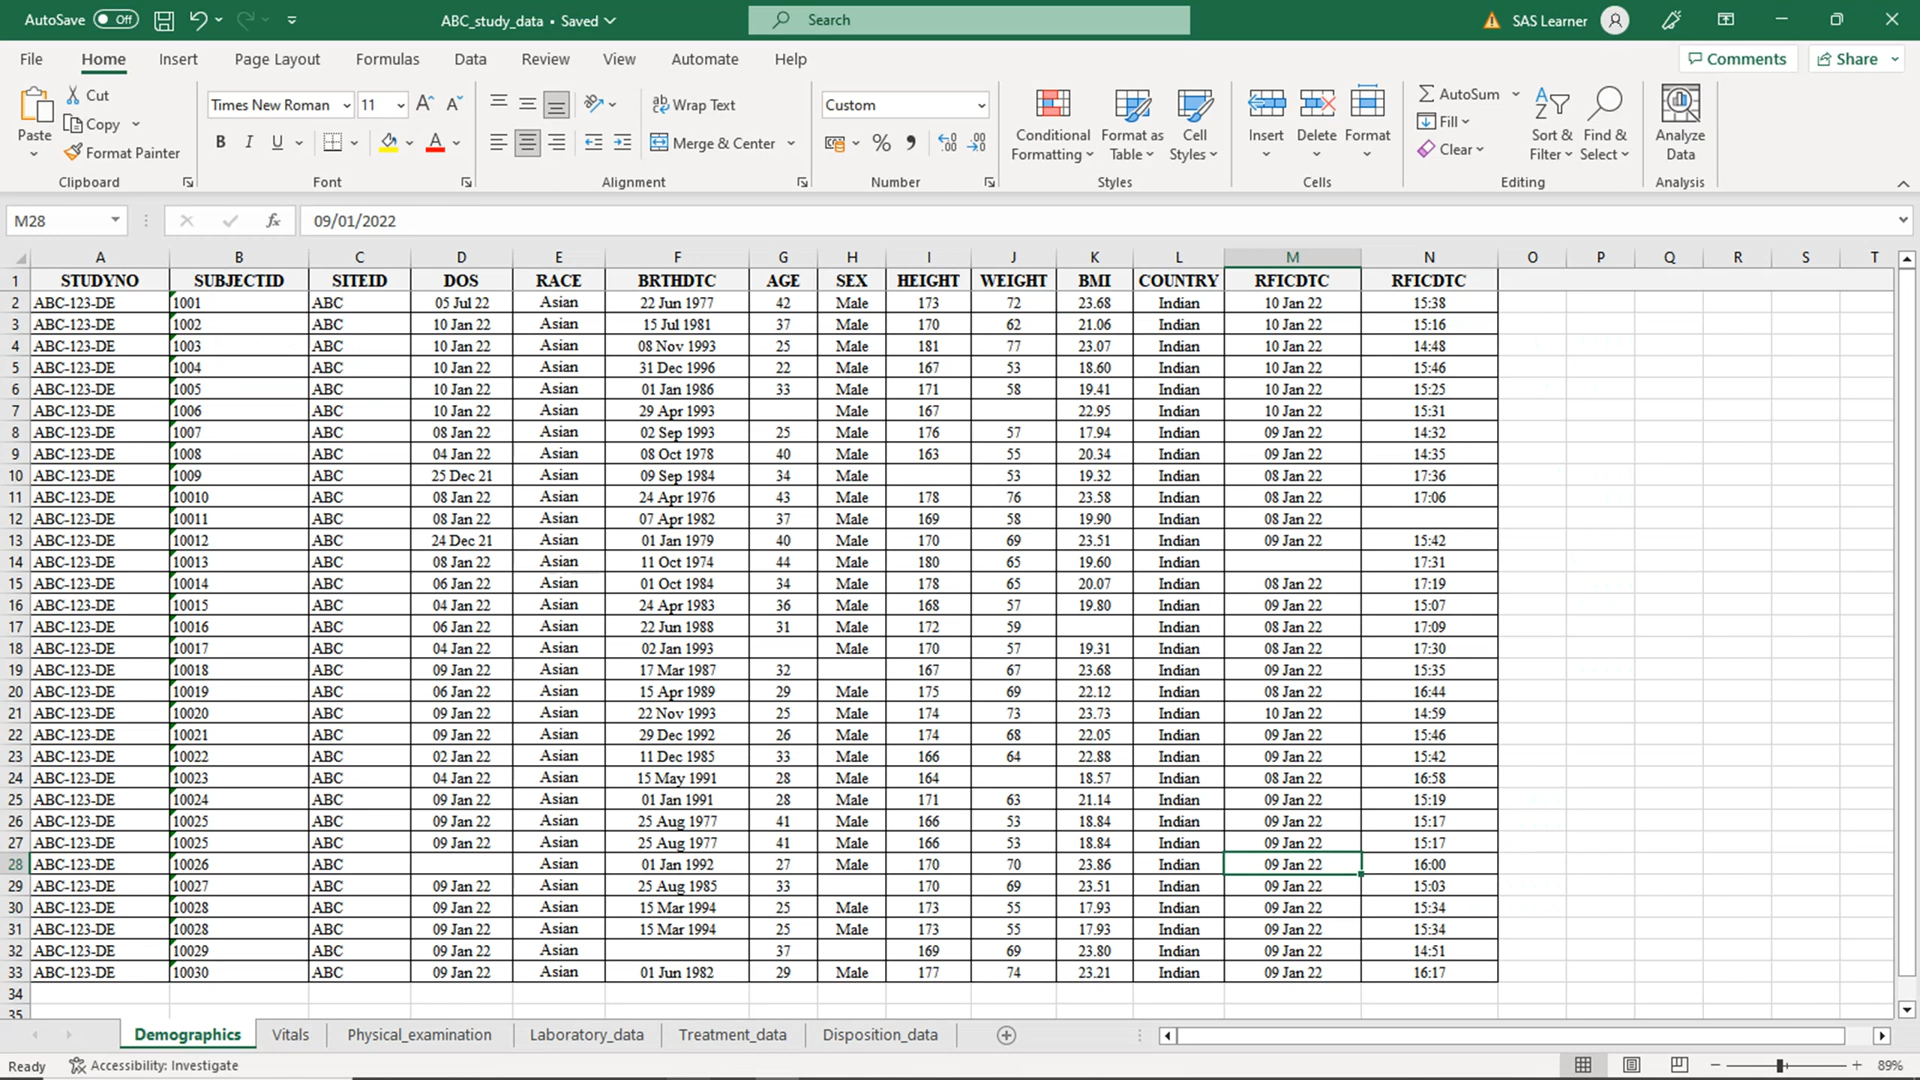 AutoSave Off ABC_study_data • Saved Search SAS Learner
File Home Insert Page Layout Formulas Data Review View Automate Help Comments Share
Paste Cut Copy Format Painter Clipboard
Times New Roman 11 B I U A Font
Wrap Text Merge & Center Alignment
Custom % Number
Conditional Formatting Format as Table Cell Styles Styles
Insert Delete Format Cells
AutoSum Fill Clear Sort & Filter Find & Select Editing
Analyze Data Analysis
M28 fx 09/01/2022
A B C D E F G H I J K L M N O P Q R S T
1 STUDYNO SUBJECTID SITEID DOS RACE BRTHDTC AGE SEX HEIGHT WEIGHT BMI COUNTRY RFICDTC RFICDTC
2 ABC-123-DE 1001 ABC 05 Jul 22 Asian 22 Jun 1977 42 Male 173 72 23.68 Indian 10 Jan 22 15:38
3 ABC-123-DE 1002 ABC 10 Jan 22 Asian 15 Jul 1981 37 Male 170 62 21.06 Indian 10 Jan 22 15:16
4 ABC-123-DE 1003 ABC 10 Jan 22 Asian 08 Nov 1993 25 Male 181 77 23.07 Indian 10 Jan 22 14:48
5 ABC-123-DE 1004 ABC 10 Jan 22 Asian 31 Dec 1996 22 Male 167 53 18.60 Indian 10 Jan 22 15:46
6 ABC-123-DE 1005 ABC 10 Jan 22 Asian 01 Jan 1986 33 Male 171 58 19.41 Indian 10 Jan 22 15:25
7 ABC-123-DE 1006 ABC 10 Jan 22 Asian 29 Apr 1993 Male 167 22.95 Indian 10 Jan 22 15:31
8 ABC-123-DE 1007 ABC 08 Jan 22 Asian 02 Sep 1993 25 Male 176 57 17.94 Indian 09 Jan 22 14:32
9 ABC-123-DE 1008 ABC 04 Jan 22 Asian 08 Oct 1978 40 Male 163 55 20.34 Indian 09 Jan 22 14:35
10 ABC-123-DE 1009 ABC 25 Dec 21 Asian 09 Sep 1984 34 Male 53 19.32 Indian 08 Jan 22 17:36
11 ABC-123-DE 10010 ABC 08 Jan 22 Asian 24 Apr 1976 43 Male 178 76 23.58 Indian 08 Jan 22 17:06
12 ABC-123-DE 10011 ABC 08 Jan 22 Asian 07 Apr 1982 37 Male 169 58 19.90 Indian 08 Jan 22
13 ABC-123-DE 10012 ABC 24 Dec 21 Asian 01 Jan 1979 40 Male 170 69 23.51 Indian 09 Jan 22 15:42
14 ABC-123-DE 10013 ABC 08 Jan 22 Asian 11 Oct 1974 44 Male 180 65 19.60 Indian 17:31
15 ABC-123-DE 10014 ABC 06 Jan 22 Asian 01 Oct 1984 34 Male 178 65 20.07 Indian 08 Jan 22 17:19
16 ABC-123-DE 10015 ABC 04 Jan 22 Asian 24 Apr 1983 36 Male 168 57 19.80 Indian 09 Jan 22 15:07
17 ABC-123-DE 10016 ABC 06 Jan 22 Asian 22 Jun 1988 31 Male 172 59 Indian 08 Jan 22 17:09
18 ABC-123-DE 10017 ABC 04 Jan 22 Asian 02 Jan 1993 Male 170 57 19.31 Indian 08 Jan 22 17:30
19 ABC-123-DE 10018 ABC 09 Jan 22 Asian 17 Mar 1987 32 167 67 23.68 Indian 09 Jan 22 15:35
20 ABC-123-DE 10019 ABC 06 Jan 22 Asian 15 Apr 1989 29 Male 175 69 22.12 Indian 08 Jan 22 16:44
21 ABC-123-DE 10020 ABC 09 Jan 22 Asian 22 Nov 1993 25 Male 174 73 23.73 Indian 10 Jan 22 14:59
22 ABC-123-DE 10021 ABC 09 Jan 22 Asian 29 Dec 1992 26 Male 174 68 22.05 Indian 09 Jan 22 15:46
23 ABC-123-DE 10022 ABC 02 Jan 22 Asian 11 Dec 1985 33 Male 166 64 22.88 Indian 09 Jan 22 15:42
24 ABC-123-DE 10023 ABC 04 Jan 22 Asian 15 May 1991 28 Male 164 18.57 Indian 08 Jan 22 16:58
25 ABC-123-DE 10024 ABC 09 Jan 22 Asian 01 Jan 1991 28 Male 171 63 21.14 Indian 09 Jan 22 15:19
26 ABC-123-DE 10025 ABC 09 Jan 22 Asian 25 Aug 1977 41 Male 166 53 18.84 Indian 09 Jan 22 15:17
27 ABC-123-DE 10025 ABC 09 Jan 22 Asian 25 Aug 1977 41 Male 166 53 18.84 Indian 09 Jan 22 15:17
28 ABC-123-DE 10026 ABC Asian 01 Jan 1992 27 Male 170 70 23.86 Indian 09 Jan 22 16:00
29 ABC-123-DE 10027 ABC 09 Jan 22 Asian 25 Aug 1985 33 170 69 23.51 Indian 09 Jan 22 15:03
30 ABC-123-DE 10028 ABC 09 Jan 22 Asian 15 Mar 1994 25 Male 173 55 17.93 Indian 09 Jan 22 15:34
31 ABC-123-DE 10028 ABC 09 Jan 22 Asian 15 Mar 1994 25 Male 173 55 17.93 Indian 09 Jan 22 15:34
32 ABC-123-DE 10029 ABC 09 Jan 22 Asian 37 169 69 23.80 Indian 09 Jan 22 14:51
33 ABC-123-DE 10030 ABC 09 Jan 22 Asian 01 Jun 1982 29 Male 177 74 23.21 Indian 09 Jan 22 16:17
34
35
Demographics Vitals Physical_examination Laboratory_data Treatment_data Disposition_data
Ready Accessibility: Investigate 89%